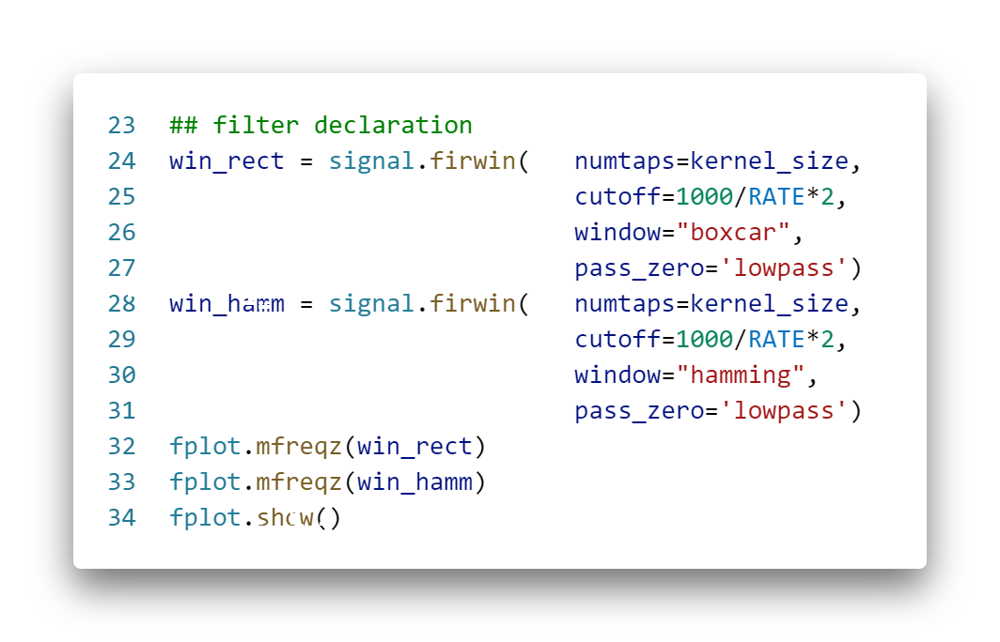 23 ## filter declaration
24 win_rect = signal.firwin( numtaps=kernel_size,
25 cutoff=1000/RATE*2,
26 window="boxcar",
27 pass_zero='lowpass')
28 win_hamm = signal.firwin( numtaps=kernel_size,
29 cutoff=1000/RATE*2,
30 window="hamming",
31 pass_zero='lowpass')
32 fplot.mfreqz(win_rect)
33 fplot.mfreqz(win_hamm)
34 fplot.show()